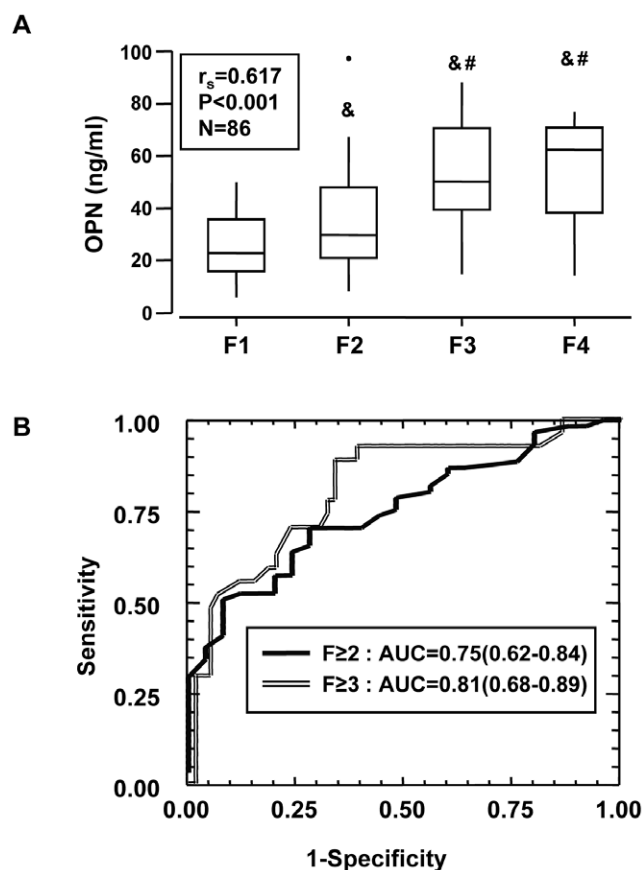 A
OPN (ng/ml)
100
80
60
40
20
0
rs=0.617
P<0.001
N=86
&
&#
&#
F1 F2 F3 F4
B
Sensitivity
1.00
0.75
0.50
0.25
0.00
F≥2 : AUC=0.75(0.62-0.84)
F≥3 : AUC=0.81(0.68-0.89)
0.00 0.25 0.50 0.75 1.00
1-Specificity